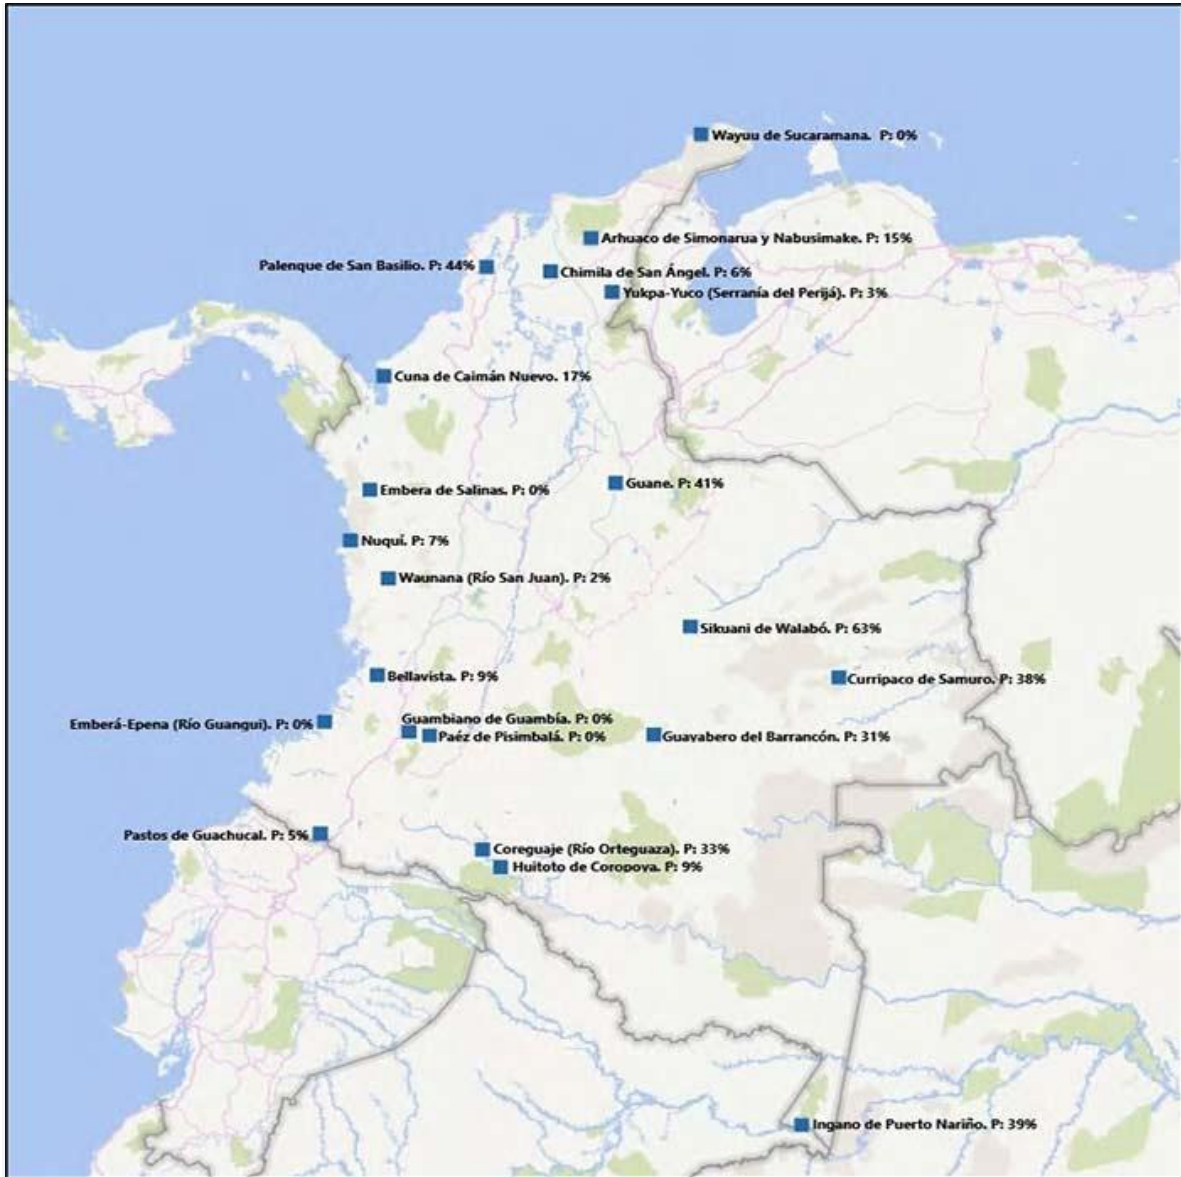 Wayuu de Sucaramana. P: 0%
Arhuaco de Simonarua y Nabusimake. P: 15%
Palenque de San Basilio. P: 44%
Chimila de San Ángel. P: 6%
Yukpa-Yuco (Serranía del Perijá). P: 3%
Cuna de Caimán Nuevo. 17%
Guane. P: 41%
Embera de Salinas. P: 0%
Nuquí. P: 7%
Waunana (Río San Juan). P: 2%
Sikuani de Walabó. P: 63%
Bellavista. P: 9%
Curripaco de Samuro. P: 38%
Guambiano de Guambía. P: 0%
Emberá-Epena (Río Guangui). P: 0%
Paéz de Pisimbalá. P: 0%
Guayabero del Barrancón. P: 31%
Pastos de Guachucal. P: 5%
Coreguaje (Río Orteguaza). P: 33%
Huitoto de Coropoya. P: 9%
Ingano de Puerto Nariño. P: 39%